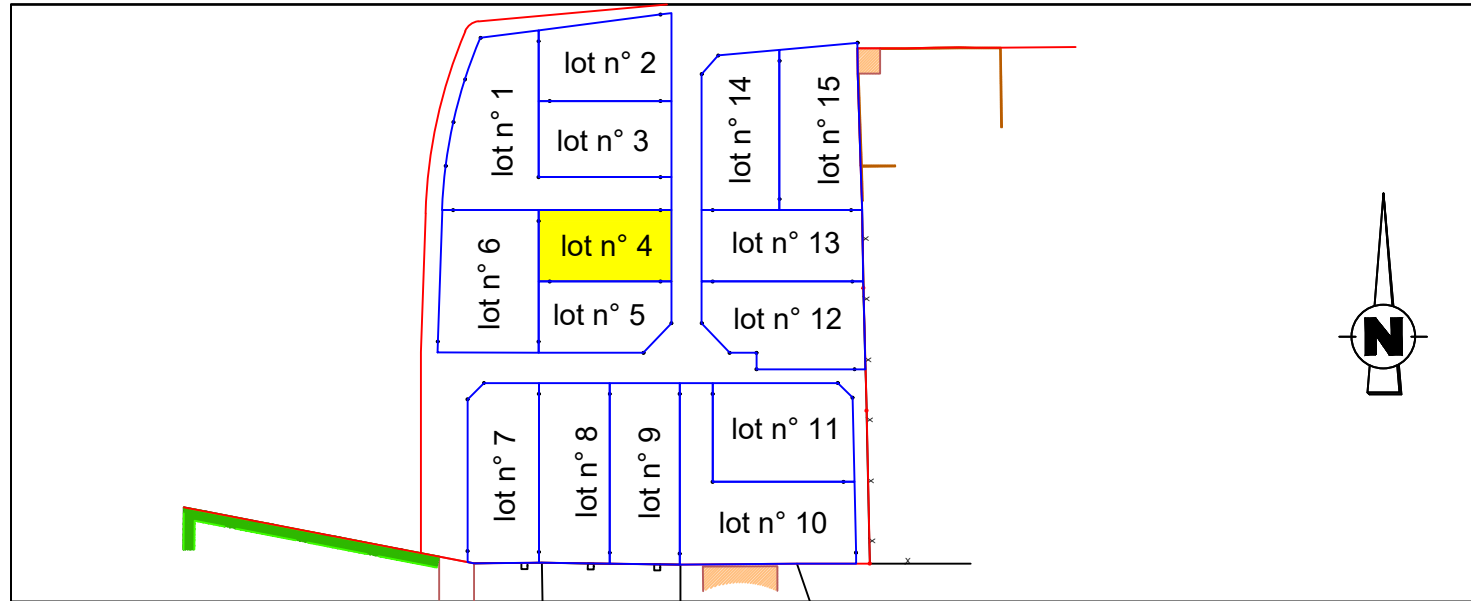 lot n° 1
lot n° 2
lot n° 3
lot n° 4
lot n° 5
lot n° 6
lot n° 14
lot n° 15
lot n° 13
lot n° 12
lot n° 7
lot n° 8
lot n° 9
lot n° 11
lot n° 10
N